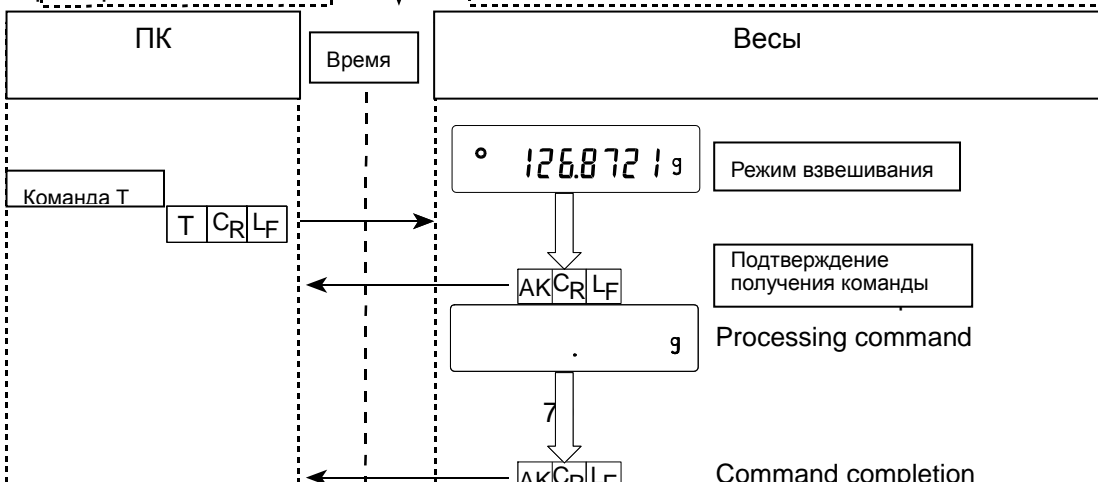 ПК
Время
Весы
126.8721 g
Режим взвешивания
Команда T
T CR LF
Подтверждение
получения команды
AK CR LF
. g
Processing command
7
AK CR LF
Command completion